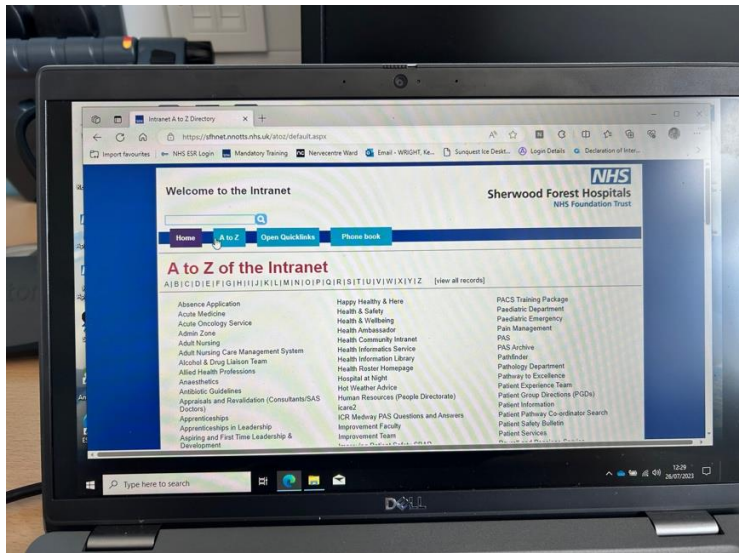 Intranet A to Z Directory
https://sfhnet.nnotts.nhs.uk/atoz/default.aspx
Import favourites NHS ESR Login Mandatory Training Nervecentre Ward Email - WRIGHT, Ke... Sunquest Ice Deskt... Login Details Declaration of Inter...
Welcome to the Intranet
NHS
Sherwood Forest Hospitals
NHS Foundation Trust
Home A to Z Open Quicklinks Phone book
A to Z of the Intranet
A|B|C|D|E|F|G|H|I|J|K|L|M|N|O|P|Q|R|S|T|U|V|W|X|Y|Z [view all records]
Absence Application
Acute Medicine
Acute Oncology Service
Admin Zone
Adult Nursing
Adult Nursing Care Management System
Alcohol & Drug Liaison Team
Allied Health Professions
Anaesthetics
Antibiotic Guidelines
Appraisals and Revalidation (Consultants/SAS
Doctors)
Apprenticeships
Apprenticeships in Leadership
Aspiring and First Time Leadership &
Development
Happy Healthy & Here
Health & Safety
Health & Wellbeing
Health Ambassador
Health Community Intranet
Health Informatics Service
Health Information Library
Health Roster Homepage
Hospital at Night
Hot Weather Advice
Human Resources (People Directorate)
icare2
ICR Medway PAS Questions and Answers
Improvement Faculty
Improvement Team
PACS Training Package
Paediatric Department
Paediatric Emergency
Pain Management
PAS
PAS Archive
Pathfinder
Pathology Department
Pathway to Excellence
Patient Experience Team
Patient Group Directions (PGDs)
Patient Information
Patient Pathway Co-ordinator Search
Patient Safety Bulletin
Patient Services
Type here to search
12:29
26/07/2023
DELL